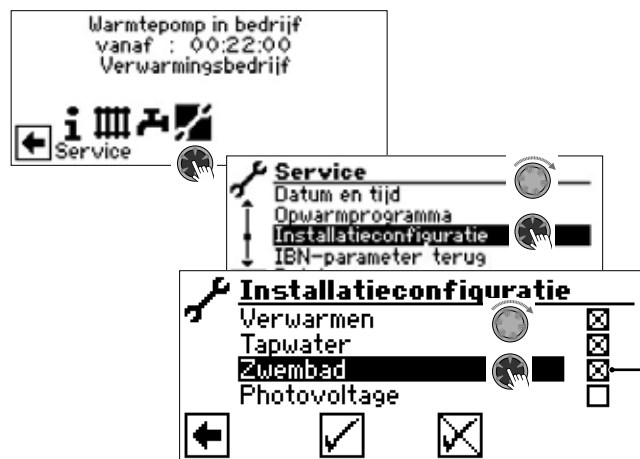 Warmtepomp in bedrijf
vanaf : 00:22:00
Verwarmingsbedrijf
Service
Service
Datum en tijd
Opwarmprogramma
Installatieconfiguratie
IBN-parameter terug
Installatieconfiguratie
Verwarmen
Tapwater
Zwembad
Photovoltage